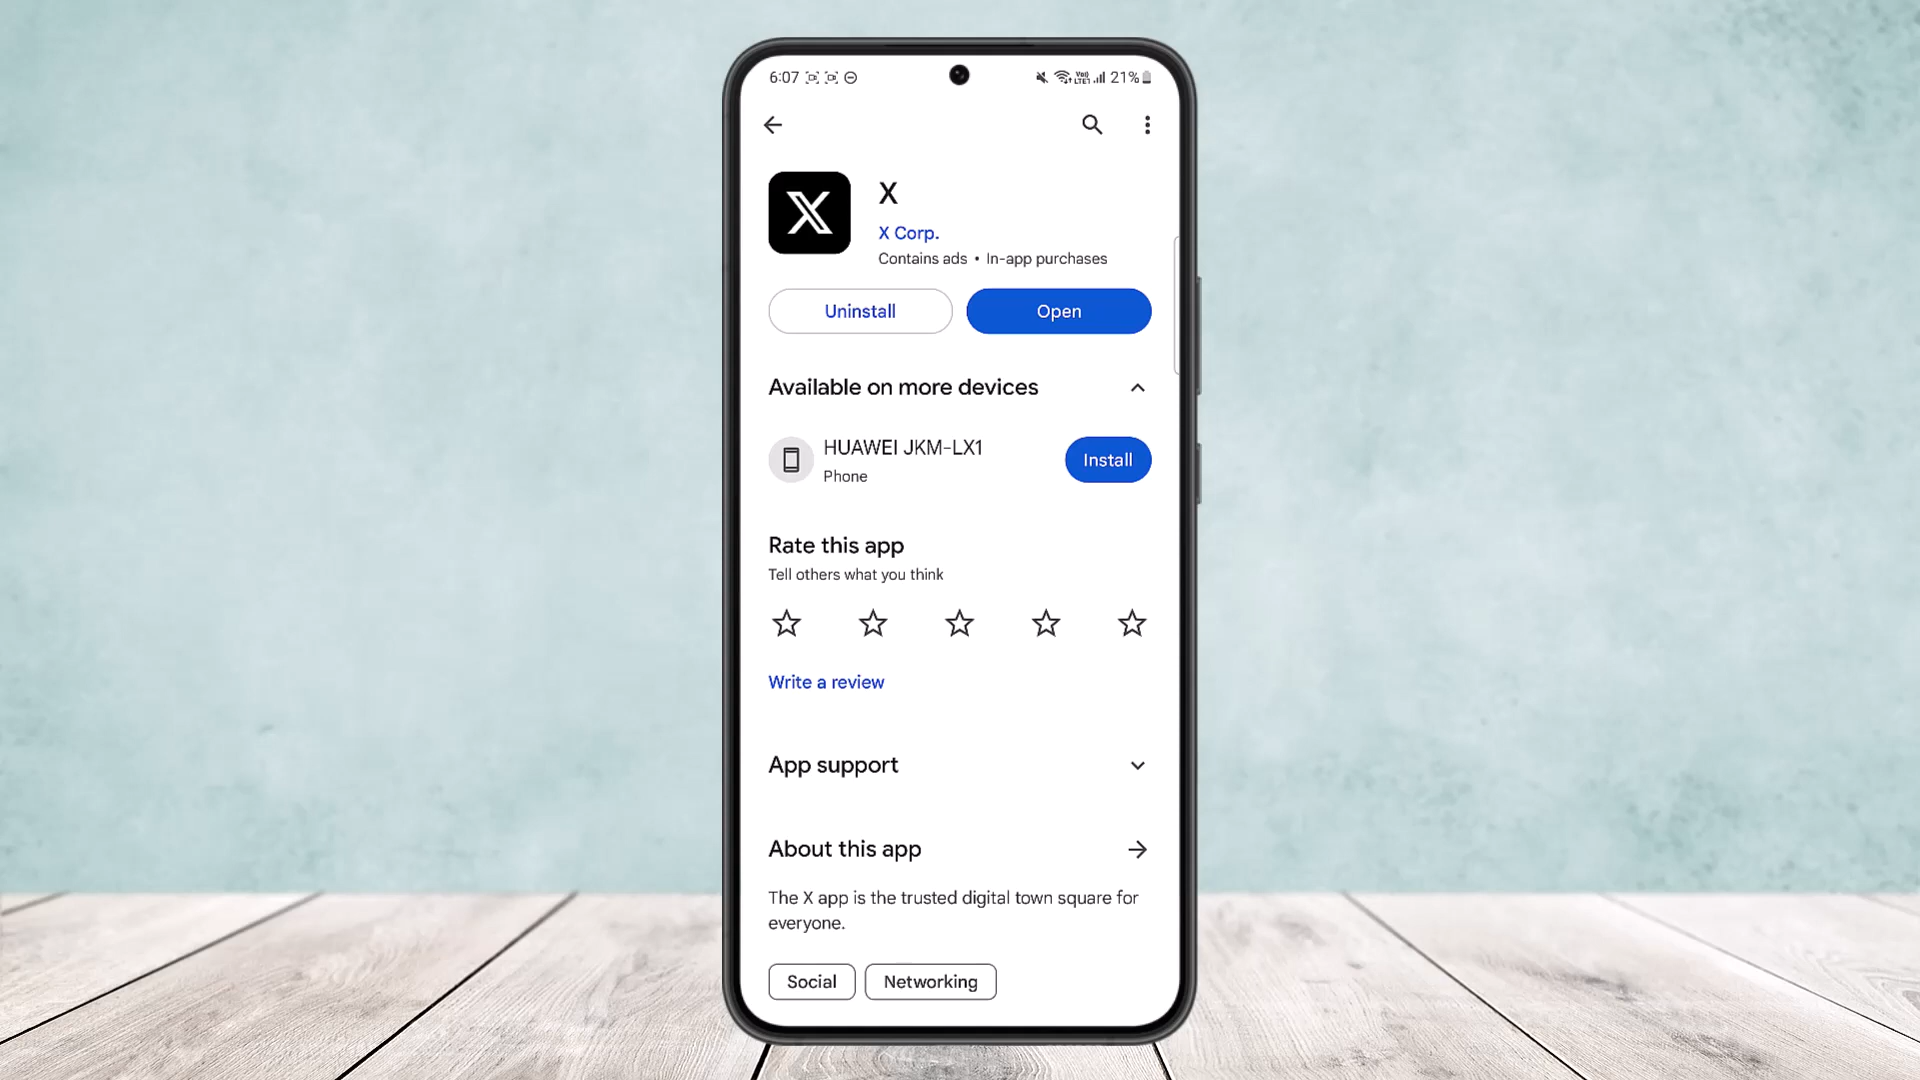 6:07
21%
X
X Corp.
Contains ads • In-app purchases
Uninstall
Open
Available on more devices
HUAWEI JKM-LX1
Phone
Install
Rate this app
Tell others what you think
Write a review
App support
About this app
The X app is the trusted digital town square for
everyone.
Social
Networking